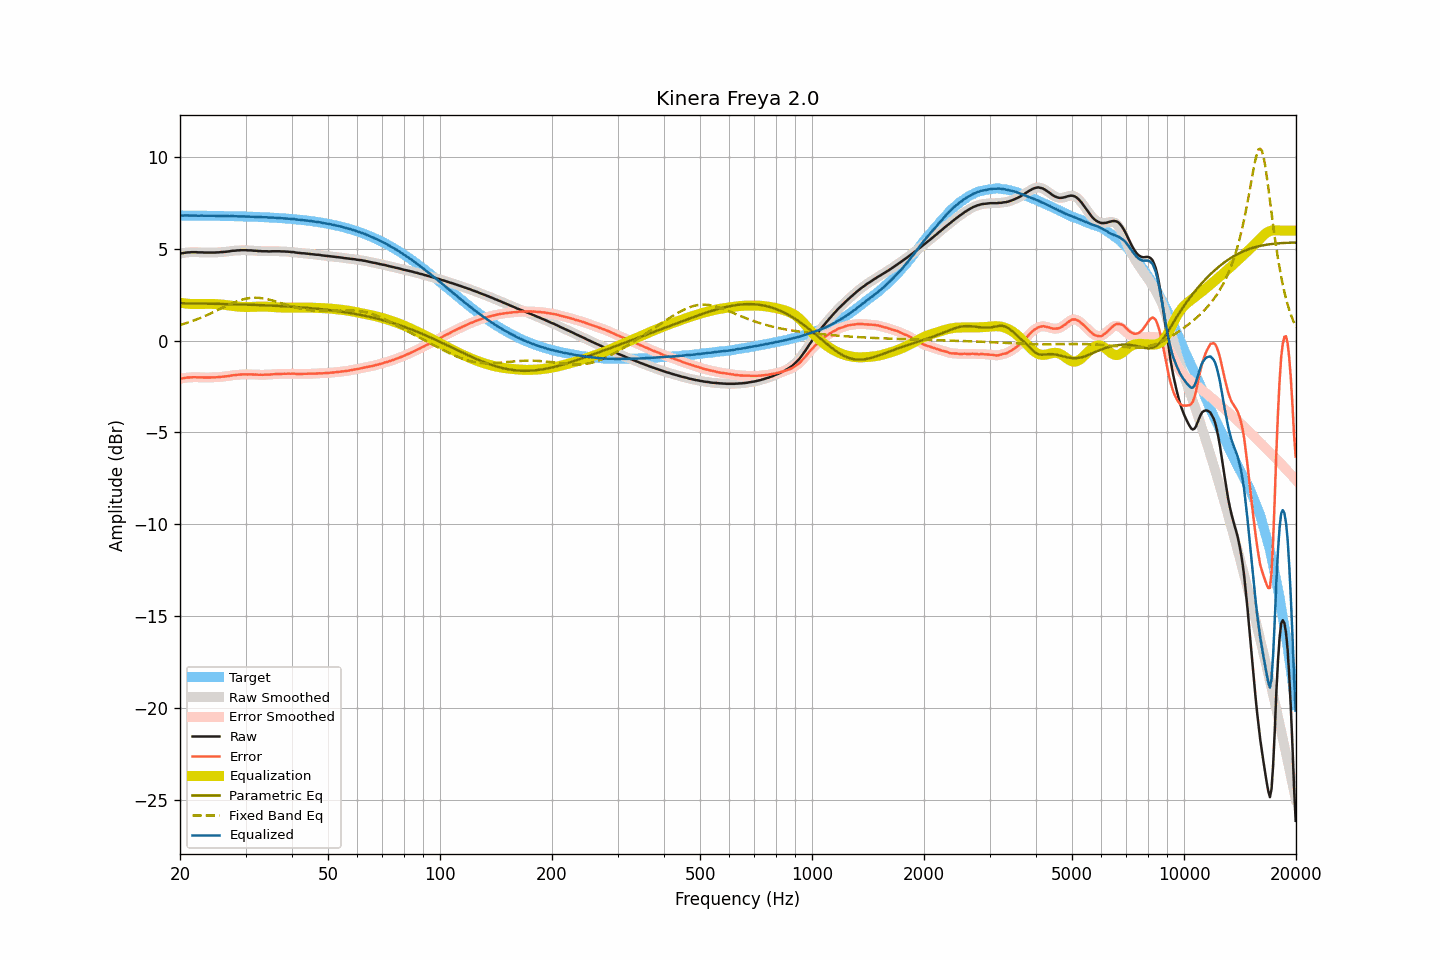 Kinera Freya 2.0
10
5
0
−5
−10
−15
−20
−25
Amplitude (dBr)
Target
Raw Smoothed
Error Smoothed
Raw
Error
Equalization
Parametric Eq
Fixed Band Eq
Equalized
20 50 100 200 500 1000 2000 5000 10000 20000
Frequency (Hz)